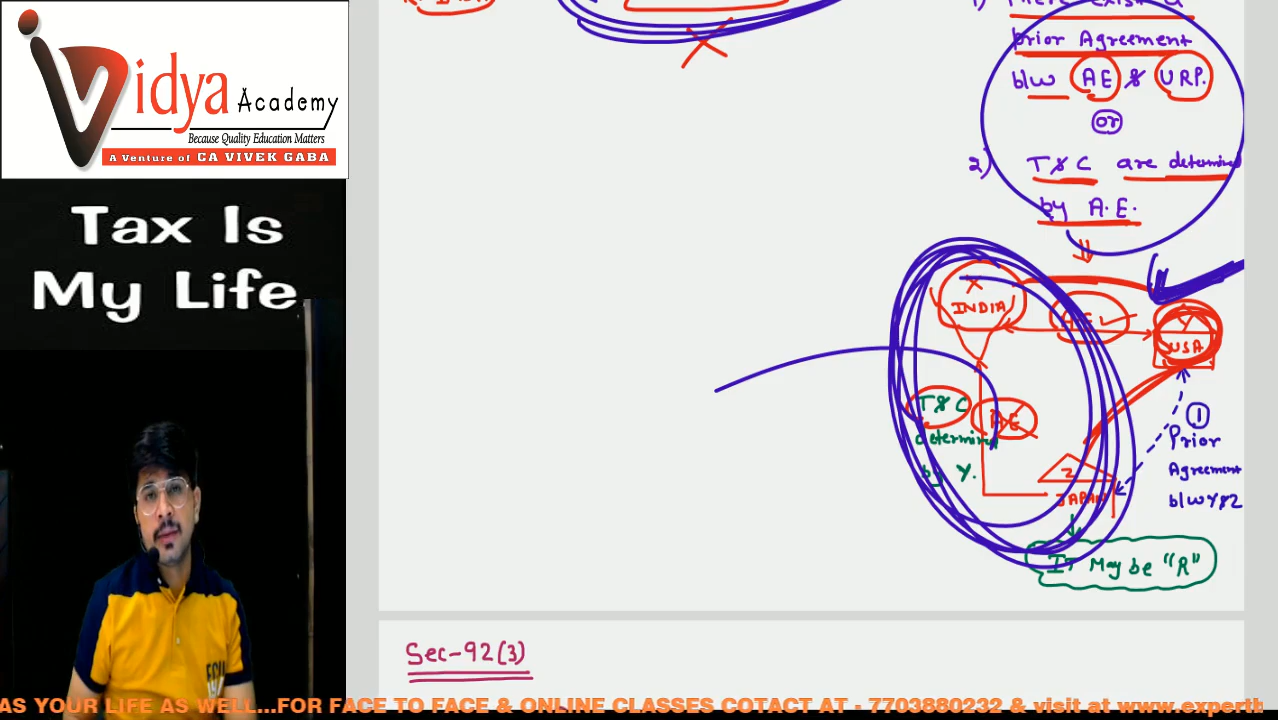 Vidya
Academy
Because Quality Education Matters
A Venture of CA VIVEK GABA
Tax Is
My Life
prior Agreement
b/w AE & URP.
or
2) T&C are determined
by A.E.
X
INDIA
AE ✓
Y
USA
T&C
AE
determined
by Y.
Z
JAPAN
①
Prior
Agreement
b/w Y&Z
IT May be "R"
Sec-92(3)
AS YOUR LIFE AS WELL...FOR FACE TO FACE & ONLINE CLASSES COTACT AT - 7703880232 & visit at www.experth